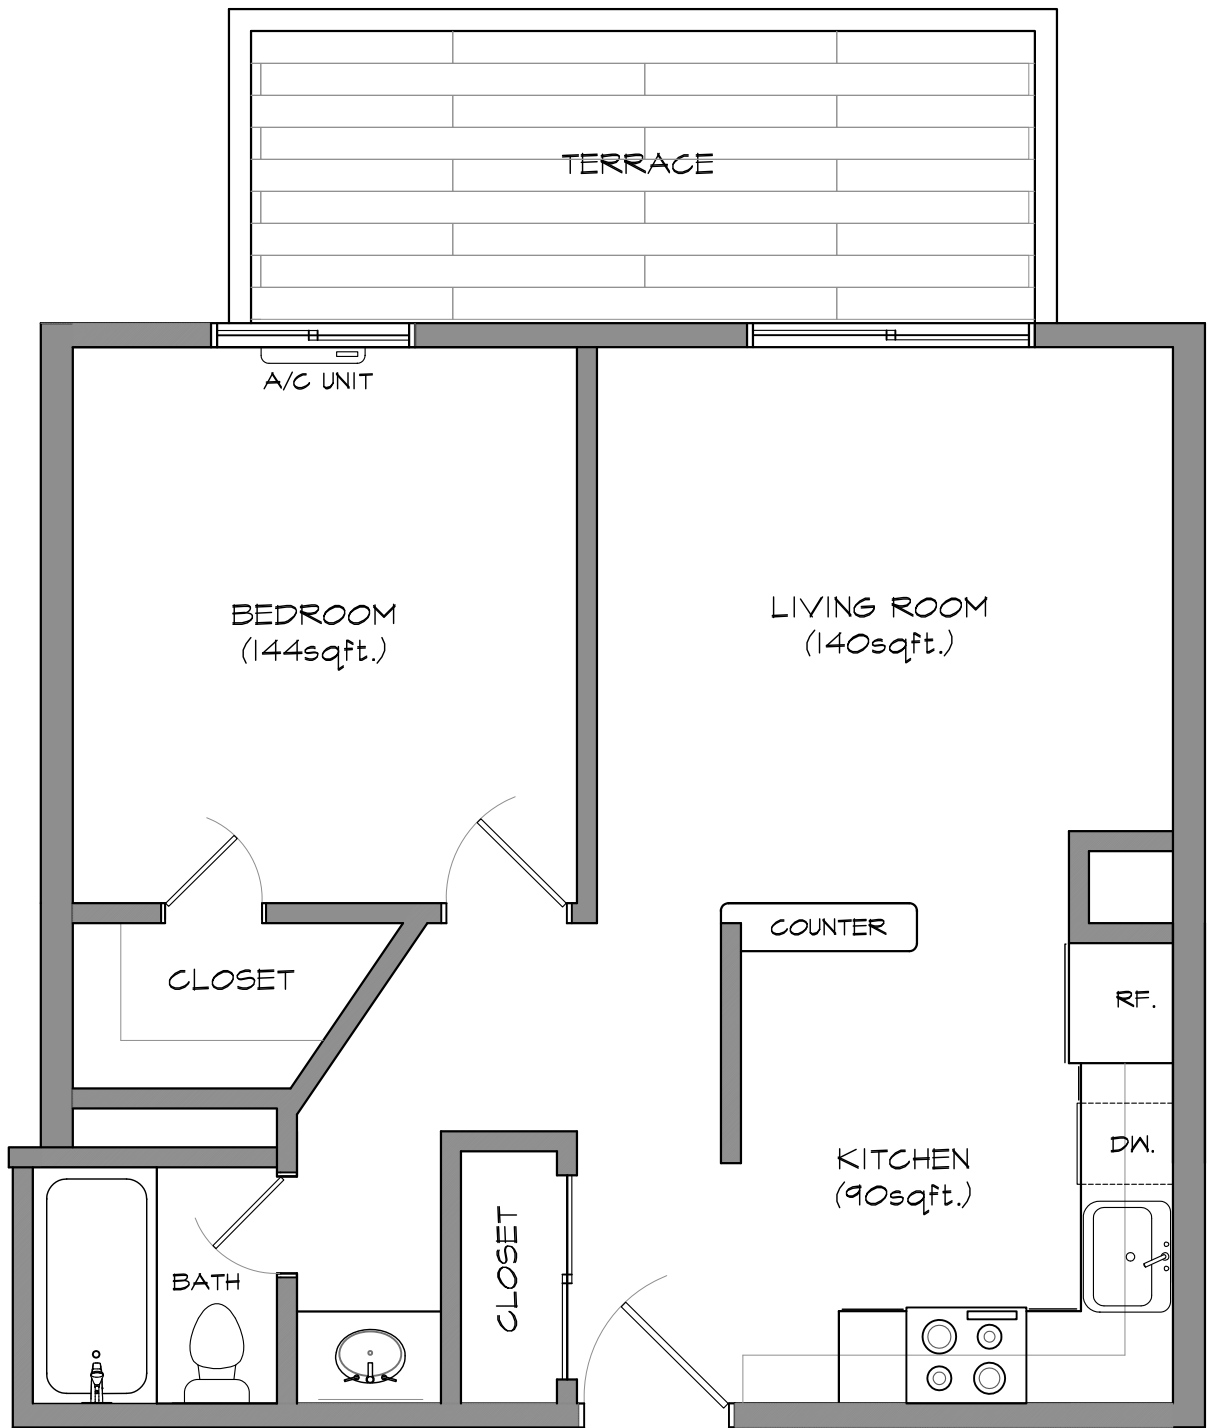 TERRACE
A/C UNIT
BEDROOM
(144sqft.)
LIVING ROOM
(140sqft.)
COUNTER
CLOSET
RF.
DW.
KITCHEN
(90sqft.)
CLOSET
BATH